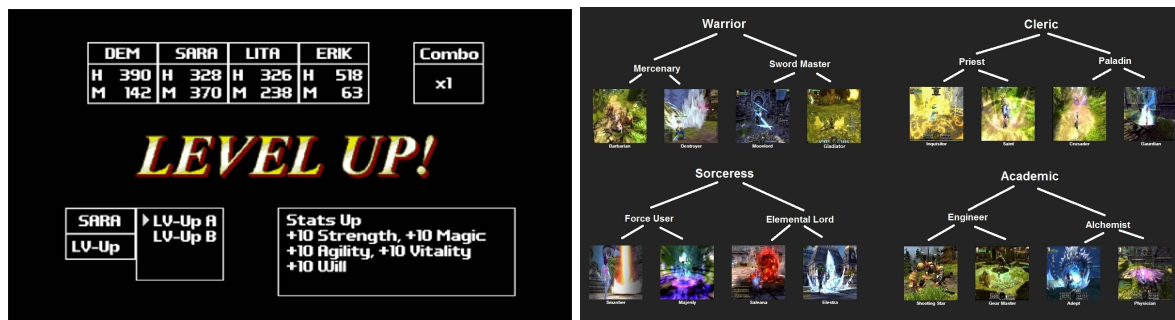 DEM SARA LITA ERIK Combo
H 390 H 328 H 326 H 518
M 142 M 370 M 238 M 63
x1
LEVEL UP!
SARA
LV-Up
LV-Up A
LV-Up B
Stats Up
+10 Strength, +10 Magic
+10 Agility, +10 Vitality
+10 Will
Warrior
Mercenary Sword Master
Barbarian Destroyer Moonlord Gladiator
Cleric
Priest Paladin
Inquisitor Saint Crusader Gaurdian
Sorceress
Force User Elemental Lord
Smasher Majesty Saleana Elestia
Academic
Engineer Alchemist
Shooting Star Gear Master Adept Physician